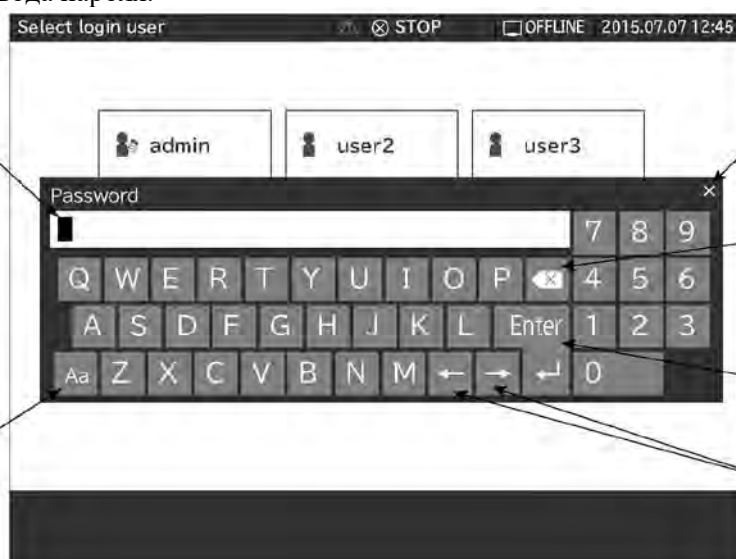 Select login user STOP OFFLINE 2015.07.07 12:45
admin user2 user3
Password ×
7 8 9
Q W E R T Y U I O P 4 5 6
A S D F G H J K L Enter 1 2 3
Aa Z X C V B N M ← → ↵ 0